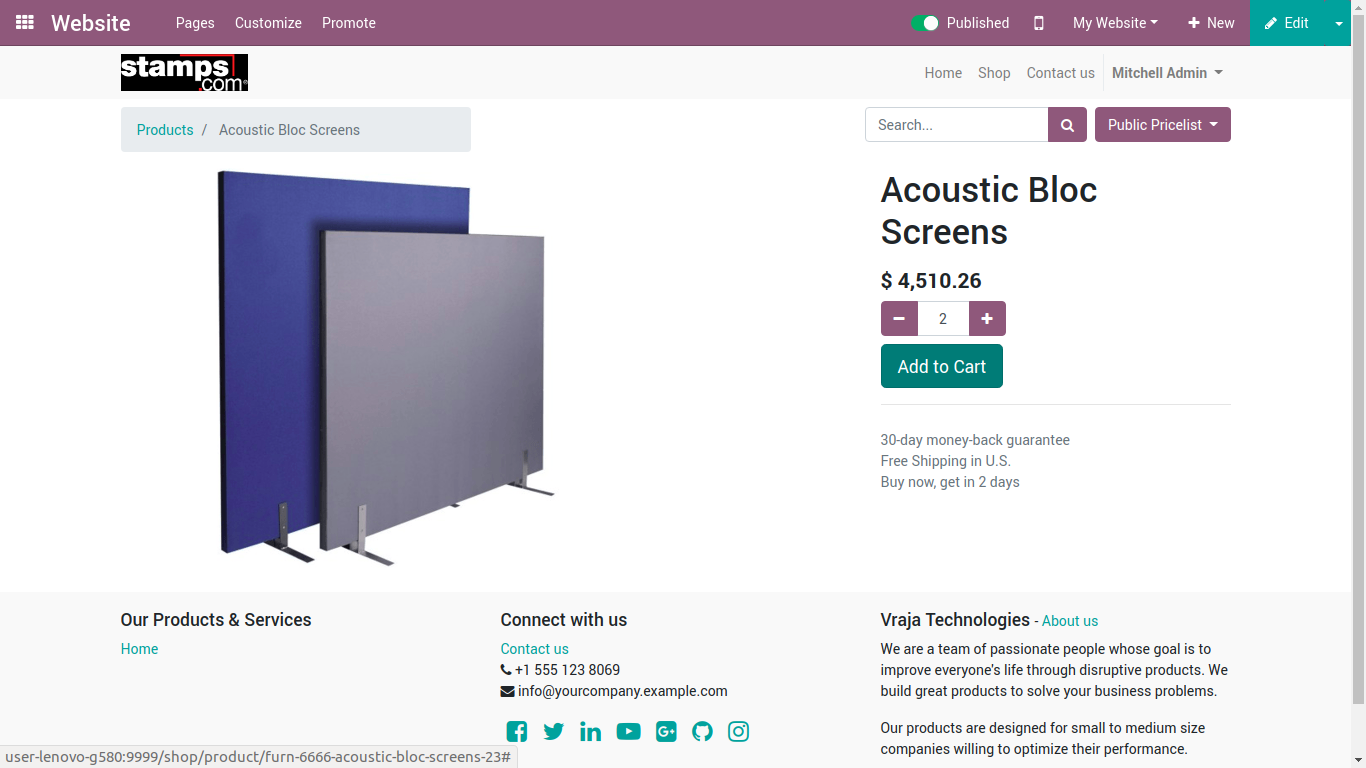 Website Pages Customize Promote Published My Website New Edit
stamps
.com®
Home Shop Contact us Mitchell Admin
Products / Acoustic Bloc Screens
Search...
Public Pricelist
Acoustic Bloc
Screens
$ 4,510.26
2
Add to Cart
30-day money-back guarantee
Free Shipping in U.S.
Buy now, get in 2 days
Our Products & Services
Home
Connect with us
Contact us
+1 555 123 8069
info@yourcompany.example.com
Vraja Technologies - About us
We are a team of passionate people whose goal is to
improve everyone's life through disruptive products. We
build great products to solve your business problems.
Our products are designed for small to medium size
companies willing to optimize their performance.
user-lenovo-g580:9999/shop/product/furn-6666-acoustic-bloc-screens-23#